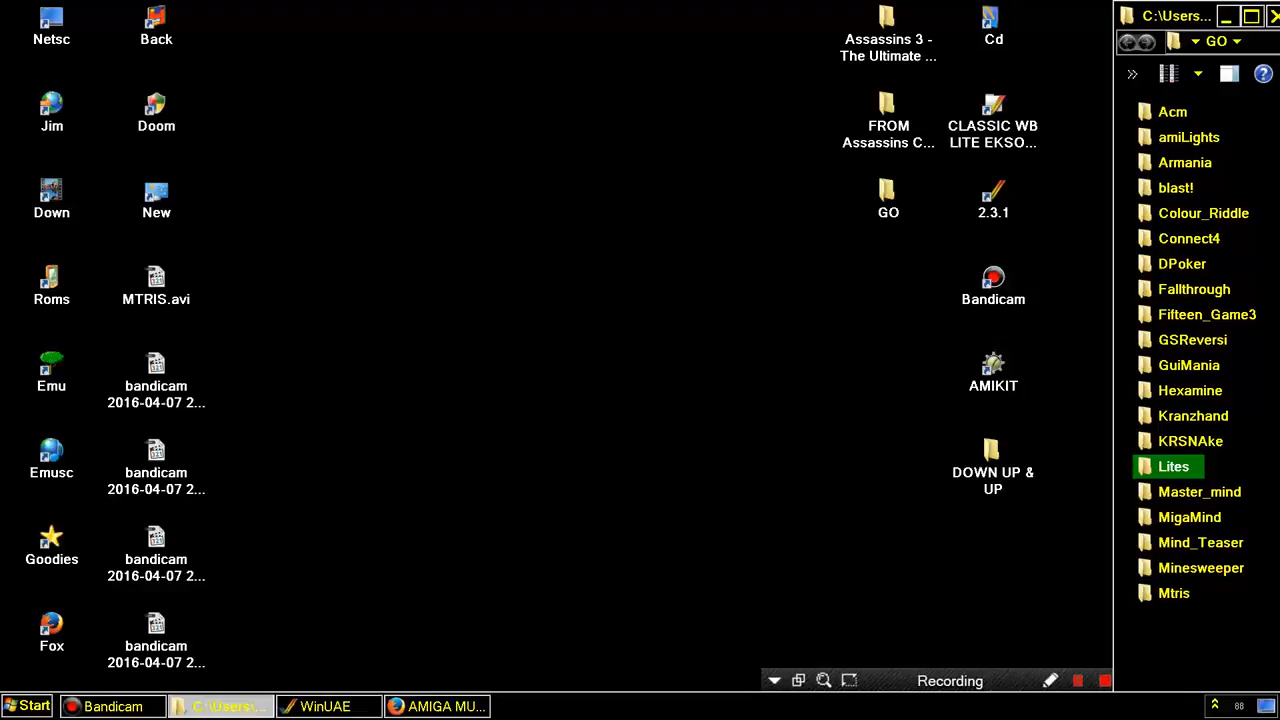 Netsc
Back
Assassins 3 -
The Ultimate ...
Cd
Jim
Doom
FROM
Assassins C...
CLASSIC WB
LITE EKSO...
Down
New
GO
2.3.1
Roms
MTRIS.avi
Bandicam
Emu
bandicam
2016-04-07 2...
AMIKIT
Emusc
bandicam
2016-04-07 2...
DOWN UP &
UP
Goodies
bandicam
2016-04-07 2...
Fox
bandicam
2016-04-07 2...
C:\Users...
GO
Acm
amiLights
Armania
blast!
Colour_Riddle
Connect4
DPoker
Fallthrough
Fifteen_Game3
GSReversi
GuiMania
Hexamine
Kranzhand
KRSNAke
Lites
Master_mind
MigaMind
Mind_Teaser
Minesweeper
Mtris
Recording
Start
Bandicam
C:\Users\...
WinUAE
AMIGA MU...
88